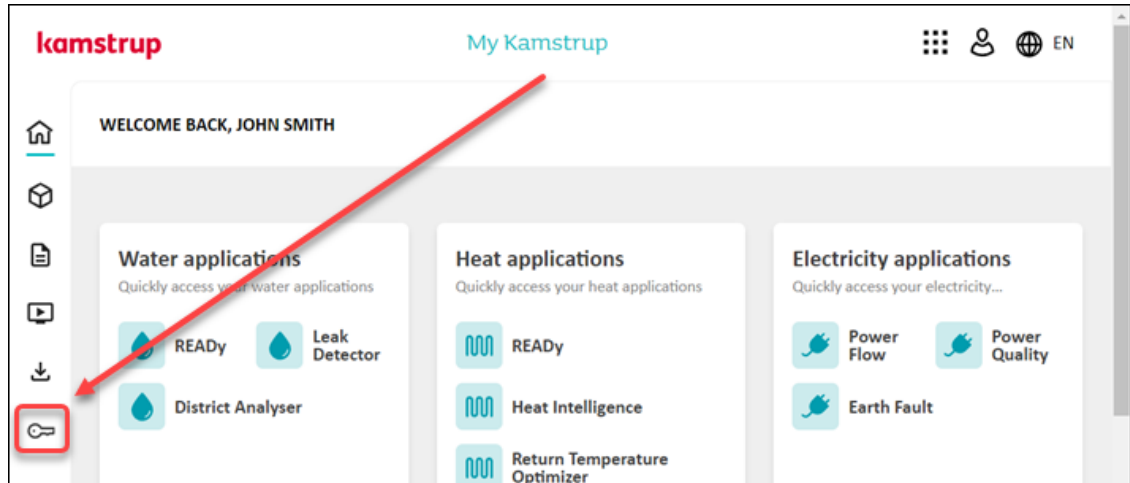 kamstrup
My Kamstrup
EN
WELCOME BACK, JOHN SMITH
Water applications
Quickly access your water applications
READy
Leak
Detector
District Analyser
Heat applications
Quickly access your heat applications
READy
Heat Intelligence
Return Temperature
Optimizer
Electricity applications
Quickly access your electricity...
Power
Flow
Power
Quality
Earth Fault